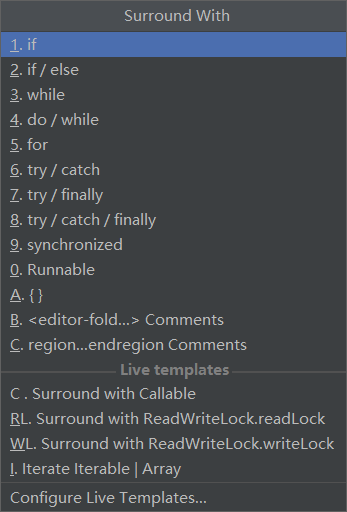 Surround With
1. if
2. if / else
3. while
4. do / while
5. for
6. try / catch
7. try / finally
8. try / catch / finally
9. synchronized
0. Runnable
A. { }
B. <editor-fold...> Comments
C. region...endregion Comments
Live templates
C . Surround with Callable
RL. Surround with ReadWriteLock.readLock
WL. Surround with ReadWriteLock.writeLock
I. Iterate Iterable | Array
Configure Live Templates...